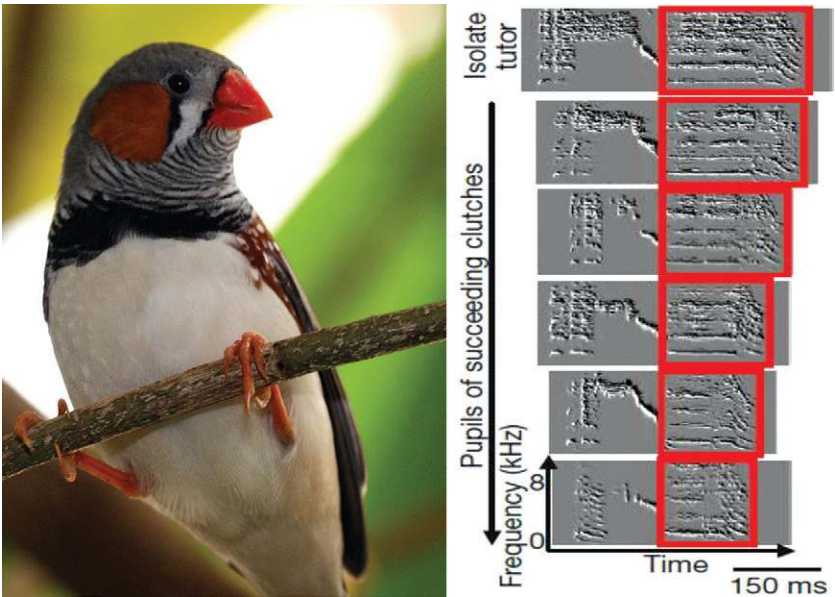 Isolate
tutor
Pupils of succeeding clutches
Frequency (kHz)
8
0
Time
150 ms